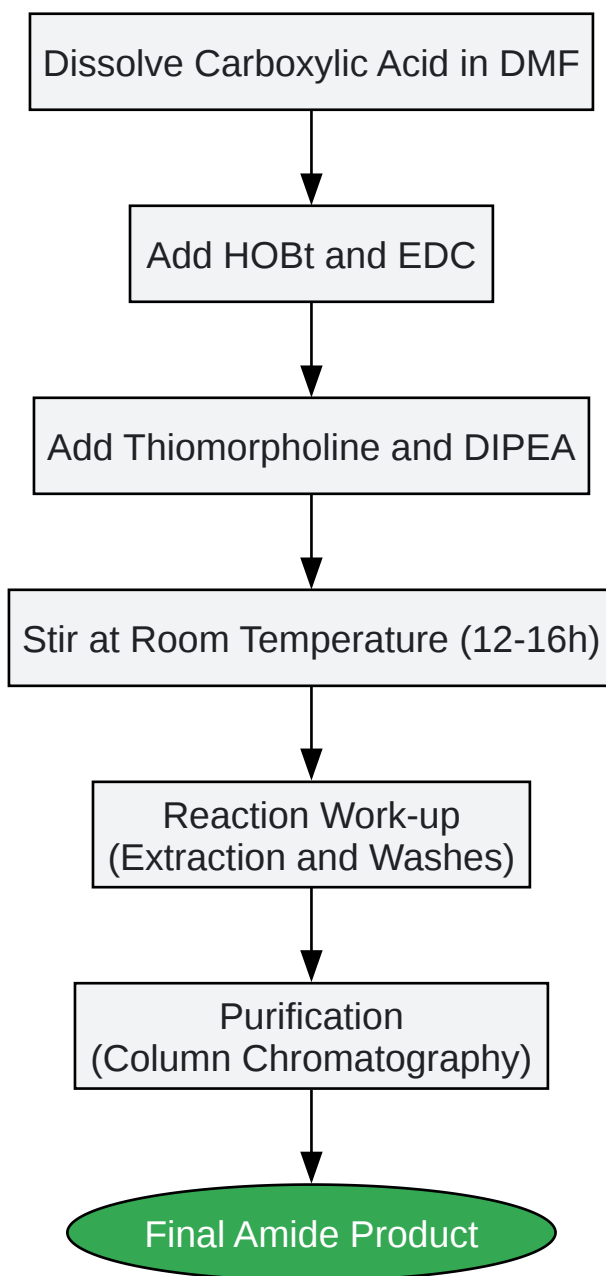 Dissolve Carboxylic Acid in DMF
Add HOBt and EDC
Add Thiomorpholine and DIPEA
Stir at Room Temperature (12-16h)
Reaction Work-up
(Extraction and Washes)
Purification
(Column Chromatography)
Final Amide Product